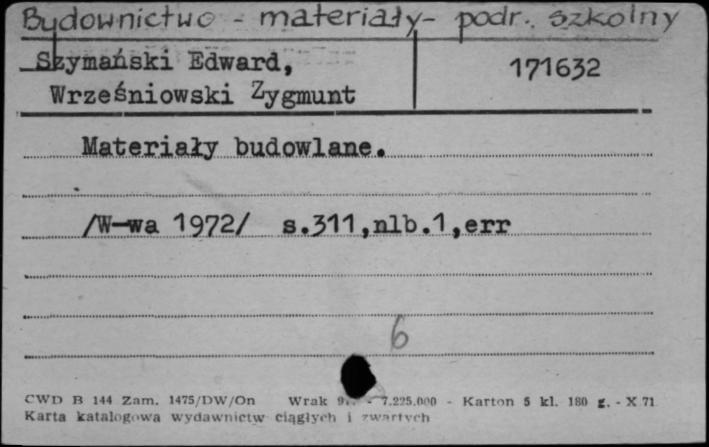 Budownictwo - materiały - podr. szkolny
Szymański Edward,
171632
Wrześniowski Zygmunt
Materiały budowlane.
/W-wa 1972/ s.311,nlb.1,err
6
CWD B 144 Zam. 1475/DW/On Wrak - 7.225.000 - Karton 5 kl. 180 g. - X 71
Karta katalogowa wydawnictw ciągłych i zwartych